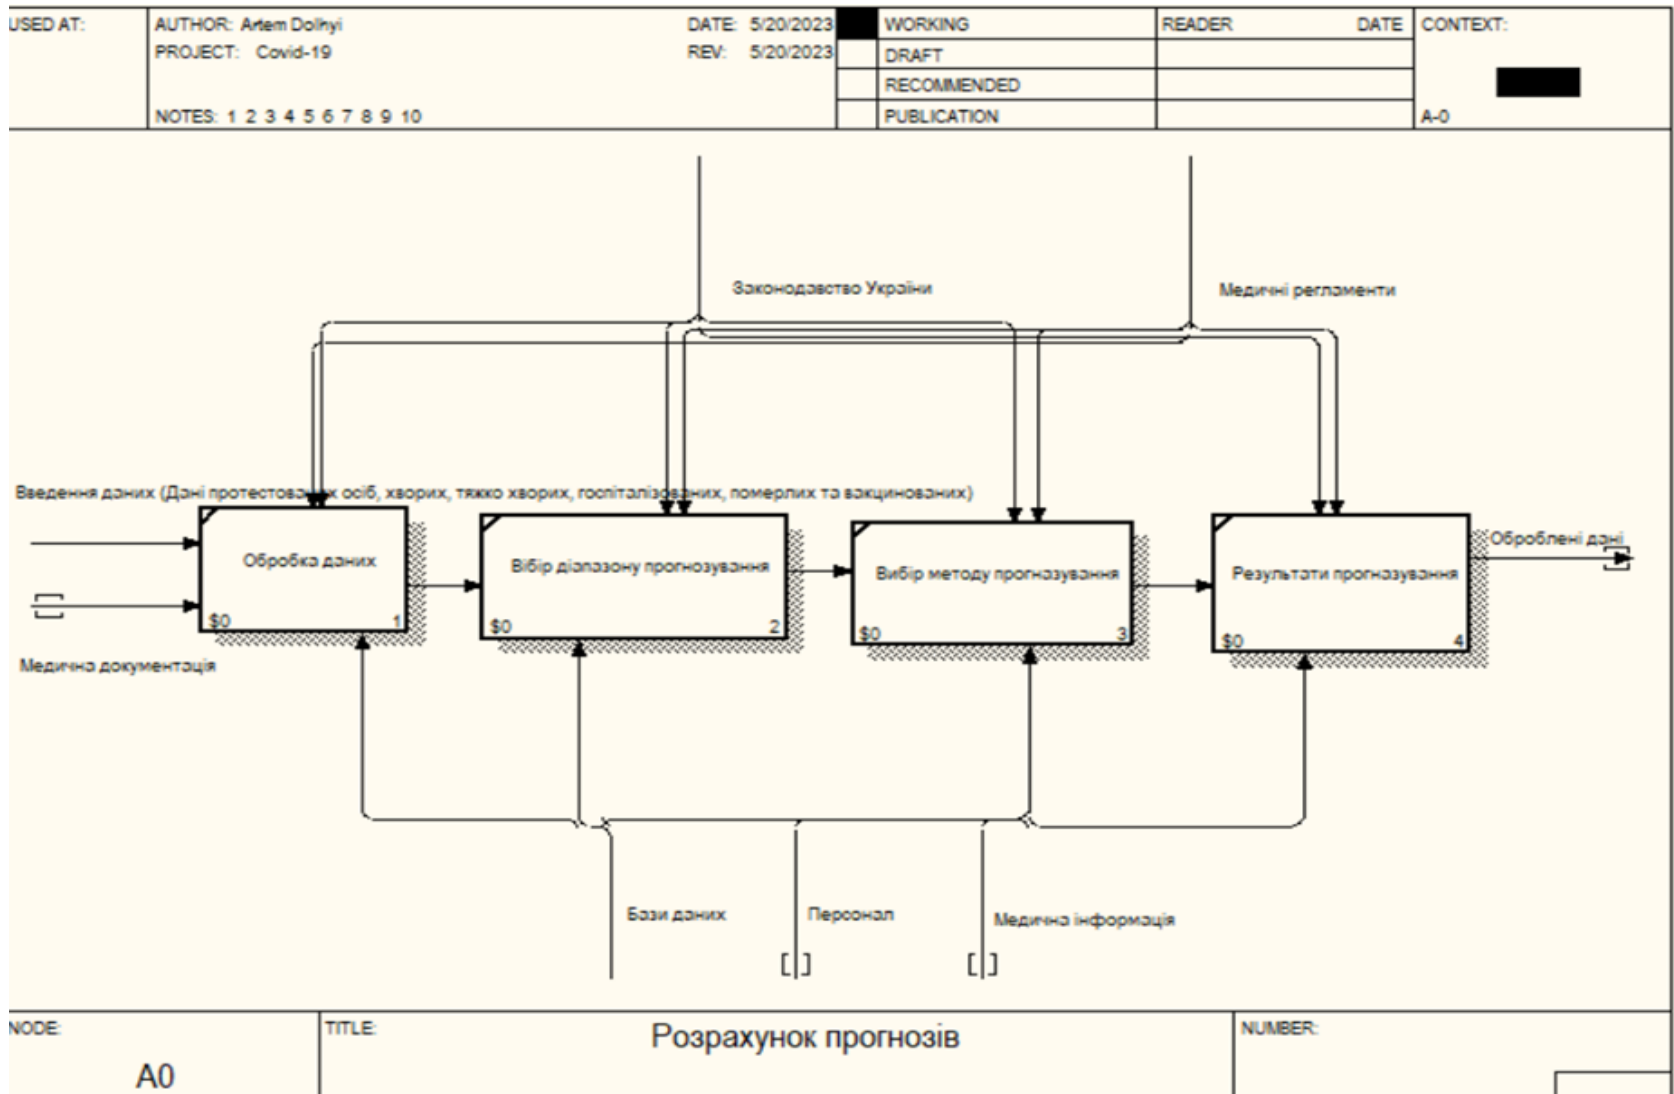 USED AT:
AUTHOR: Artem Dolhyi
DATE: 5/20/2023
WORKING
READER
DATE
CONTEXT:
PROJECT: Covid-19
REV: 5/20/2023
DRAFT
RECOMMENDED
NOTES: 1 2 3 4 5 6 7 8 9 10
PUBLICATION
A-0
Законодавство України
Медичні регламенти
Введення даних (Дані протестованих осіб, хворих, тяжко хворих, госпіталізованих, померлих та вакцинованих)
Оброблені дані
Обробка даних
Вібір діапазону прогнозування
Вибір методу прогназування
Результати прогназування
$0 1
$0 2
$0 3
$0 4
Медична документація
Бази даних
Персонал
Медична інформація
NODE:
TITLE:
Розрахунок прогнозів
NUMBER:
A0